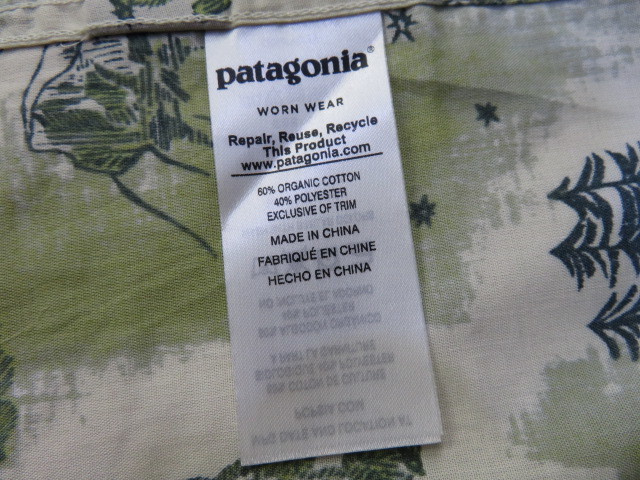 patagonia®
WORN WEAR
Repair, Reuse, Recycle
This Product
www.patagonia.com
60% ORGANIC COTTON
40% POLYESTER
EXCLUSIVE OF TRIM
MADE IN CHINA
FABRIQUÉ EN CHINE
HECHO EN CHINA